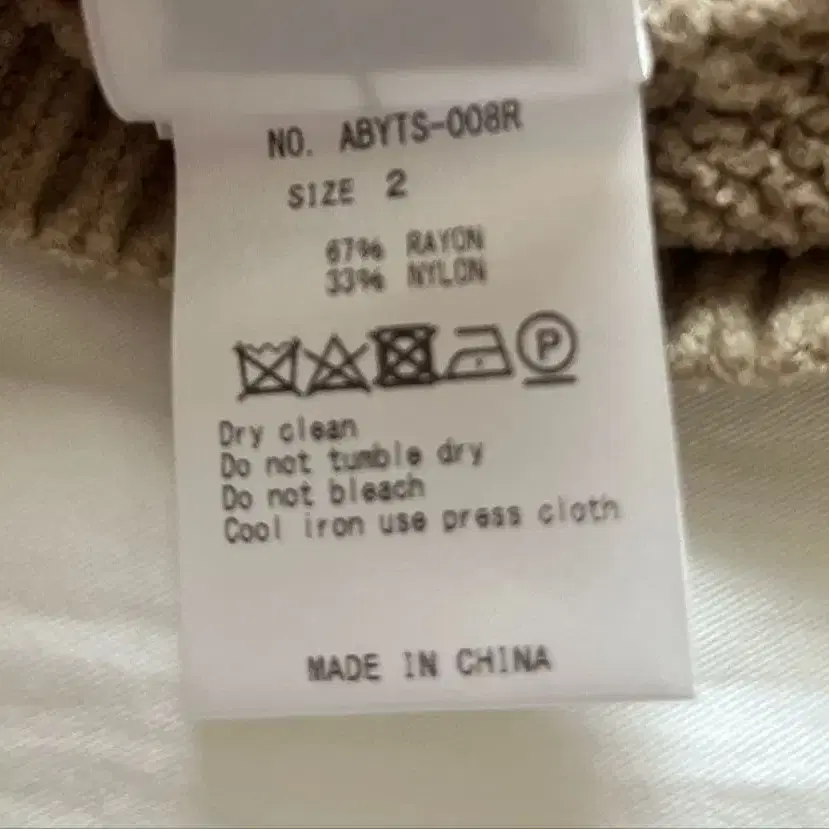 NO. ABYTS-008R
SIZE 2
67% RAYON
33% NYLON
P
Dry clean
Do not tumble dry
Do not bleach
Cool iron use press cloth
MADE IN CHINA